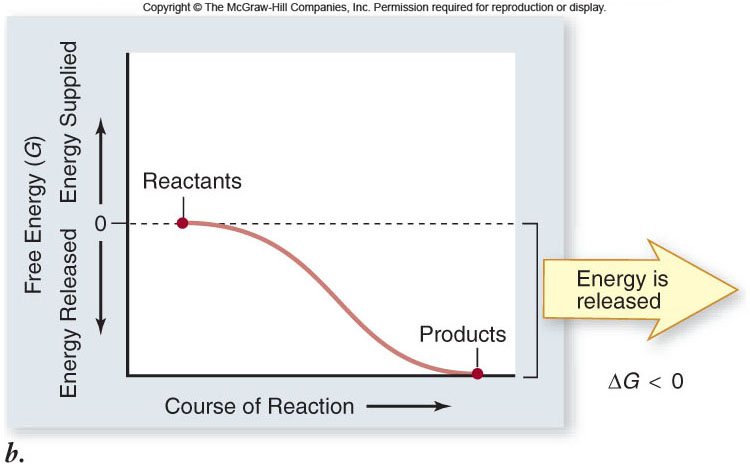 Copyright © The McGraw-Hill Companies, Inc. Permission required for reproduction or display.
Free Energy (G)
Energy Supplied
Energy Released
Reactants
0
Energy is
released
Products
ΔG < 0
Course of Reaction
b.